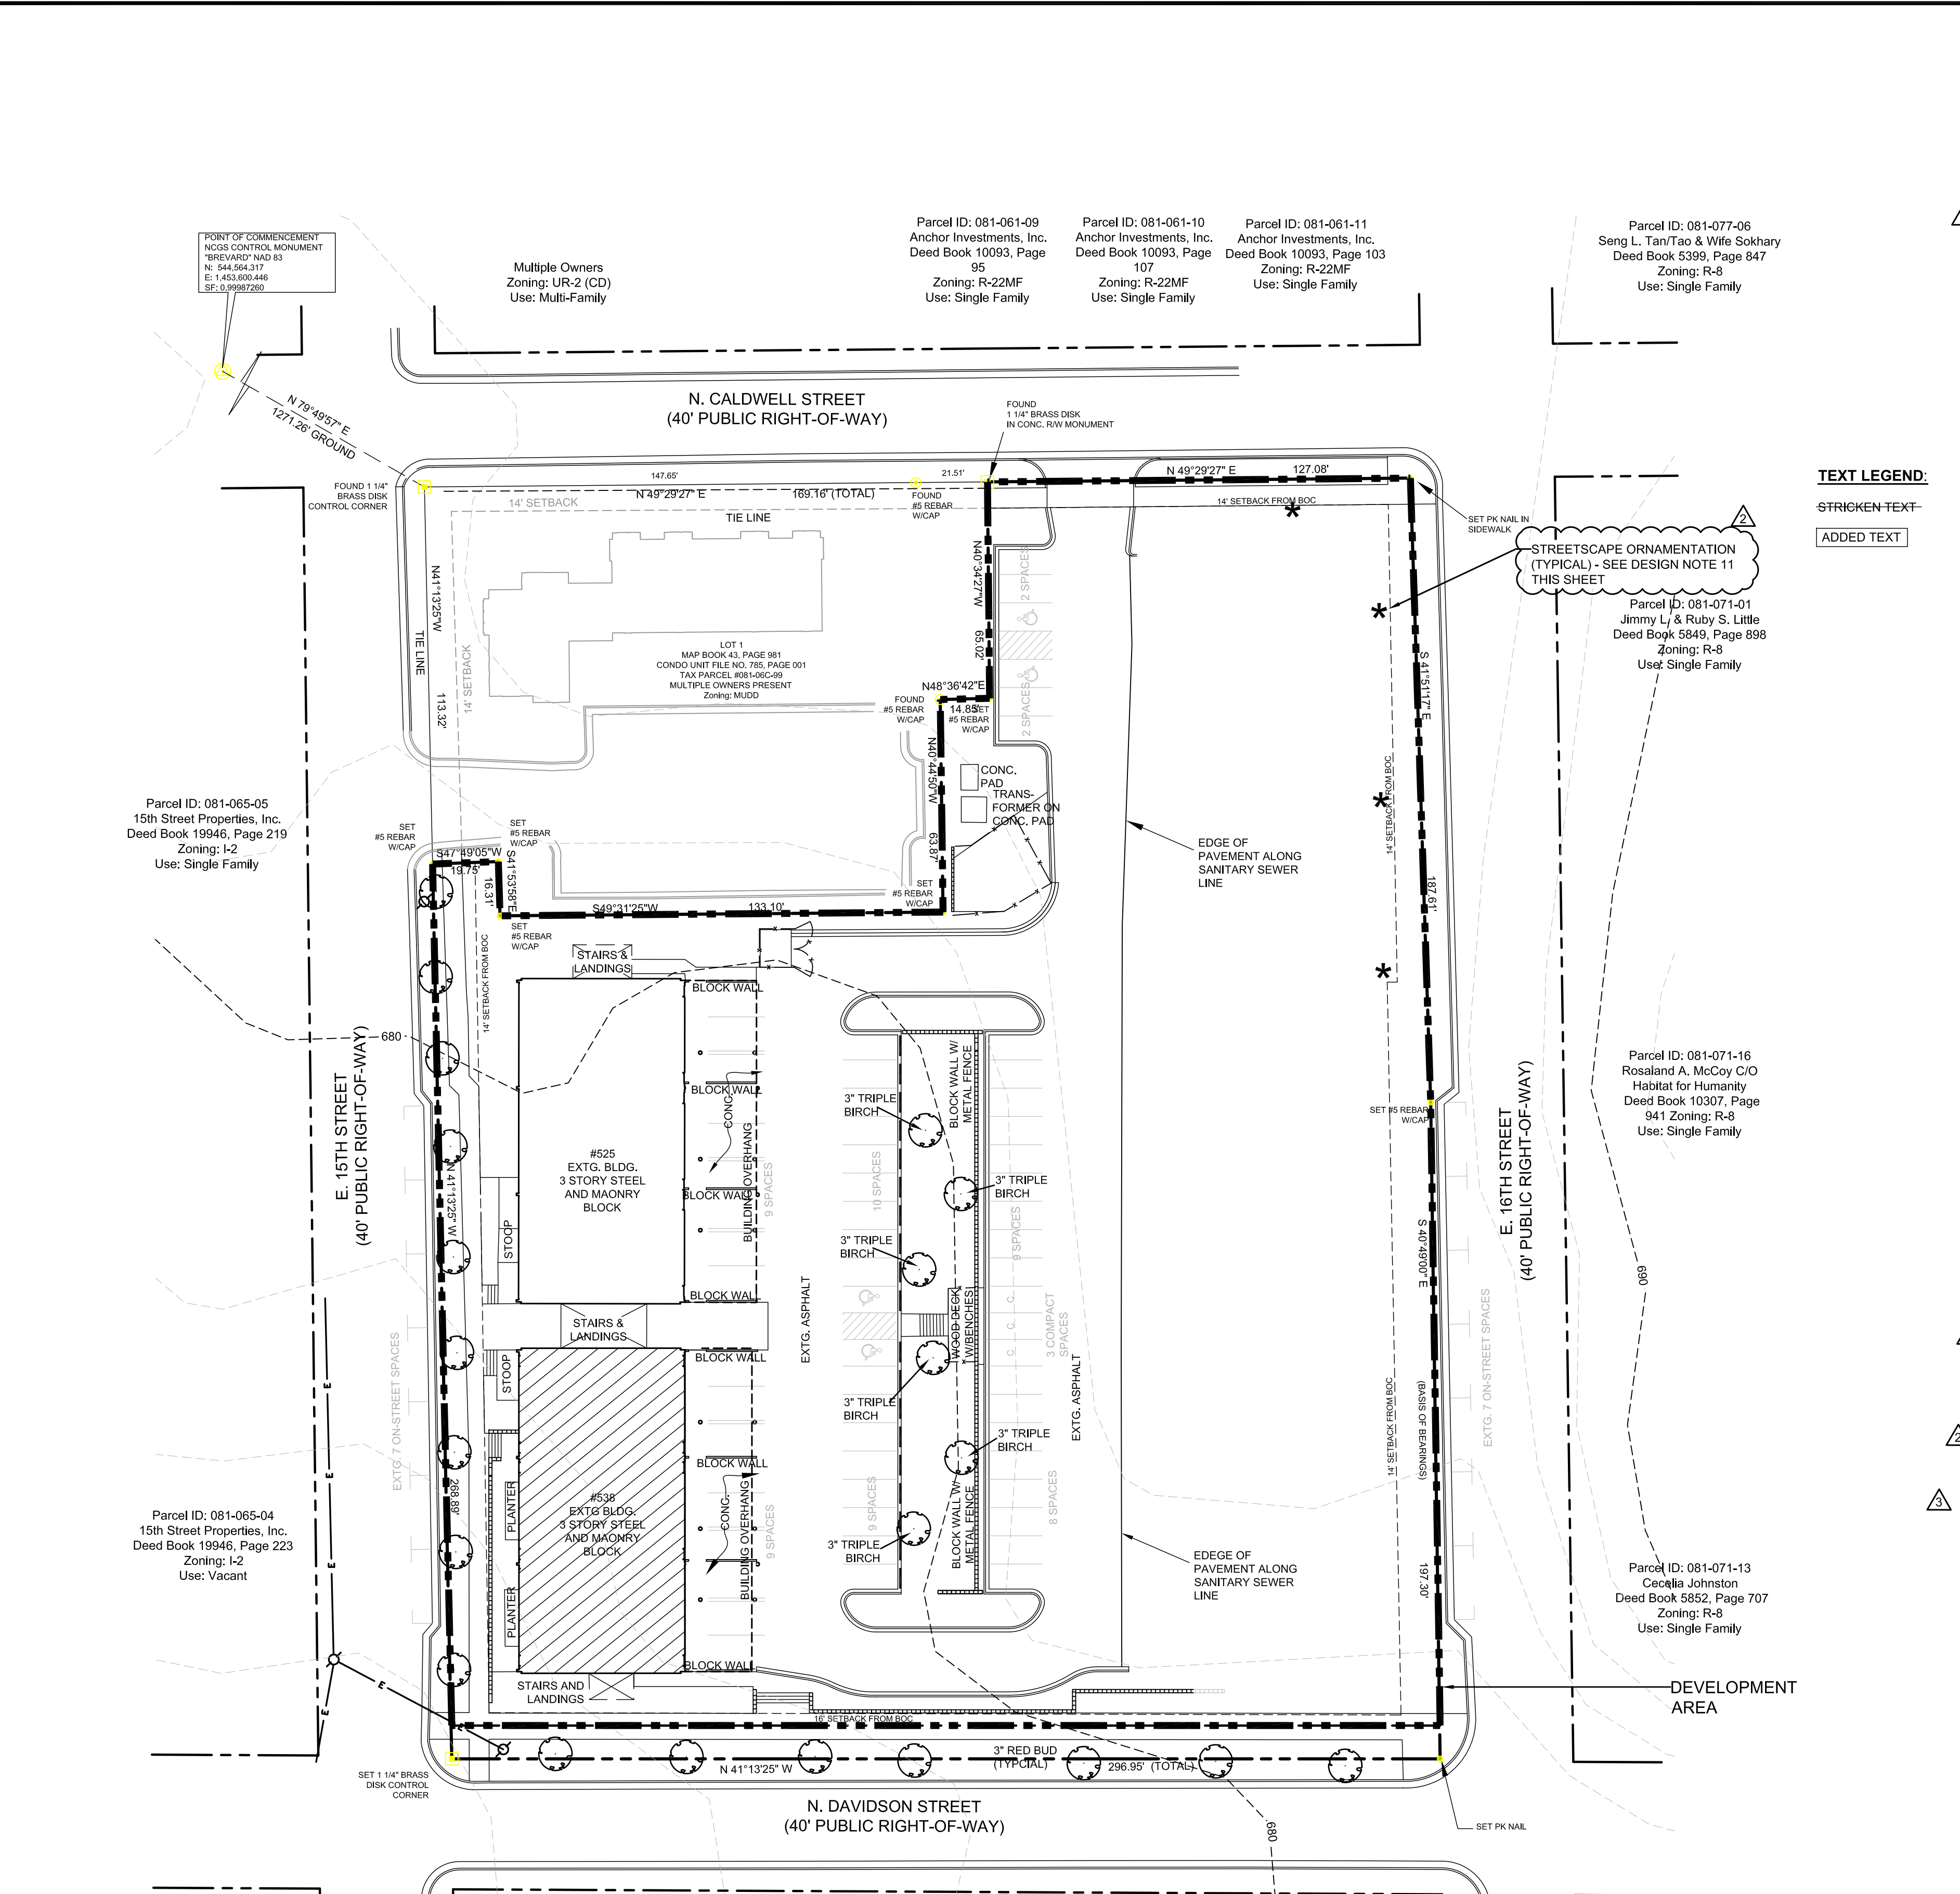 POINT OF COMMENCEMENT
NCGS CONTROL MONUMENT
"BREVARD" NAD 83
N: 544,564.317
E: 1,453,600.446
SF: 0.99987260
Multiple Owners
Zoning: UR-2 (CD)
Use: Multi-Family
Parcel ID: 081-061-09
Anchor Investments, Inc.
Deed Book 10093, Page
95
Zoning: R-22MF
Use: Single Family
Parcel ID: 081-061-10
Anchor Investments, Inc.
Deed Book 10093, Page
107
Zoning: R-22MF
Use: Single Family
Parcel ID: 081-061-11
Anchor Investments, Inc.
Deed Book 10093, Page 103
Zoning: R-22MF
Use: Single Family
Parcel ID: 081-077-06
Seng L. Tan/Tao & Wife Sokhary
Deed Book 5399, Page 847
Zoning: R-8
Use: Single Family
N 79°49'57" E
1271.26' GROUND
N. CALDWELL STREET
(40' PUBLIC RIGHT-OF-WAY)
FOUND
1 1/4" BRASS DISK
IN CONC. R/W MONUMENT
FOUND 1 1/4"
BRASS DISK
CONTROL CORNER
147.65'
21.51'
N 49°29'27" E
169.16' (TOTAL)
FOUND
#5 REBAR
W/CAP
N 49°29'27" E
127.08'
14' SETBACK
TIE LINE
14' SETBACK FROM BOC
SET PK NAIL IN
SIDEWALK
TEXT LEGEND:
STRICKEN TEXT
ADDED TEXT
2
STREETSCAPE ORNAMENTATION
(TYPICAL) - SEE DESIGN NOTE 11
THIS SHEET
Parcel ID: 081-071-01
Jimmy L. & Ruby S. Little
Deed Book 5849, Page 898
Zoning: R-8
Use: Single Family
N41°13'25"W
TIE LINE
113.32'
14' SETBACK
N40°34'27"W
65.02'
2 SPACES
2 SPACES
LOT 1
MAP BOOK 43, PAGE 981
CONDO UNIT FILE NO. 785, PAGE 001
TAX PARCEL #081-06C-99
MULTIPLE OWNERS PRESENT
Zoning: MUDD
N48°36'42"E
14.85'
FOUND
#5 REBAR
W/CAP
SET
#5 REBAR
W/CAP
N40°44'50"W
63.87'
CONC.
PAD
TRANS-
FORMER ON
CONC. PAD
S 41°51'17" E
187.61'
14' SETBACK FROM BOC
EDGE OF
PAVEMENT ALONG
SANITARY SEWER
LINE
Parcel ID: 081-065-05
15th Street Properties, Inc.
Deed Book 19946, Page 219
Zoning: I-2
Use: Single Family
SET
#5 REBAR
W/CAP
SET
#5 REBAR
W/CAP
S47°49'05"W
19.75'
S41°53'58"E
16.31'
SET
#5 REBAR
W/CAP
S49°31'25"W
133.10'
SET
#5 REBAR
W/CAP
14' SETBACK FROM BOC
STAIRS &
LANDINGS
BLOCK WALL
680
E. 15TH STREET
(40' PUBLIC RIGHT-OF-WAY)
BLOCK WALL
CONC.
#525
EXTG. BLDG.
3 STORY STEEL
AND MAONRY
BLOCK
BLOCK WALL
BUILDING OVERHANG
9 SPACES
STOOP
N 41°13'25" W
BLOCK WALL
STAIRS &
LANDINGS
BLOCK WALL
STOOP
EXTG. ASPHALT
10 SPACES
3" TRIPLE
BIRCH
BLOCK WALL W/
METAL FENCE
3" TRIPLE
BIRCH
3" TRIPLE
BIRCH
9 SPACES
WOOD DECK
W/BENCHES
C
C
C
3 COMPACT
SPACES
EXTG. ASPHALT
3" TRIPLE
BIRCH
3" TRIPLE
BIRCH
3" TRIPLE
BIRCH
9 SPACES
8 SPACES
BLOCK WALL W/
METAL FENCE
SET #5 REBAR
W/CAP
E. 16TH STREET
(40' PUBLIC RIGHT-OF-WAY)
Parcel ID: 081-071-16
Rosaland A. McCoy C/O
Habitat for Humanity
Deed Book 10307, Page
941 Zoning: R-8
Use: Single Family
S 40°49'00" E
(BASIS OF BEARINGS)
197.30'
14' SETBACK FROM BOC
EXTG. 7 ON-STREET SPACES
690
EXTG. 7 ON-STREET SPACES
E
E
E
E
E
268.89'
BLOCK WALL
PLANTER
#538
EXTG BLDG.
3 STORY STEEL
AND MAONRY
BLOCK
CONC.
BUILDING OVERHANG
9 SPACES
PLANTER
BLOCK WALL
STAIRS AND
LANDINGS
Parcel ID: 081-065-04
15th Street Properties, Inc.
Deed Book 19946, Page 223
Zoning: I-2
Use: Vacant
EDEGE OF
PAVEMENT ALONG
SANITARY SEWER
LINE
2
3
Parcel ID: 081-071-13
Cecelia Johnston
Deed Book 5852, Page 707
Zoning: R-8
Use: Single Family
DEVELOPMENT
AREA
16' SETBACK FROM BOC
3" RED BUD
(TYPCIAL)
N 41°13'25" W
296.95' (TOTAL)
SET 1 1/4" BRASS
DISK CONTROL
CORNER
N. DAVIDSON STREET
(40' PUBLIC RIGHT-OF-WAY)
680
SET PK NAIL